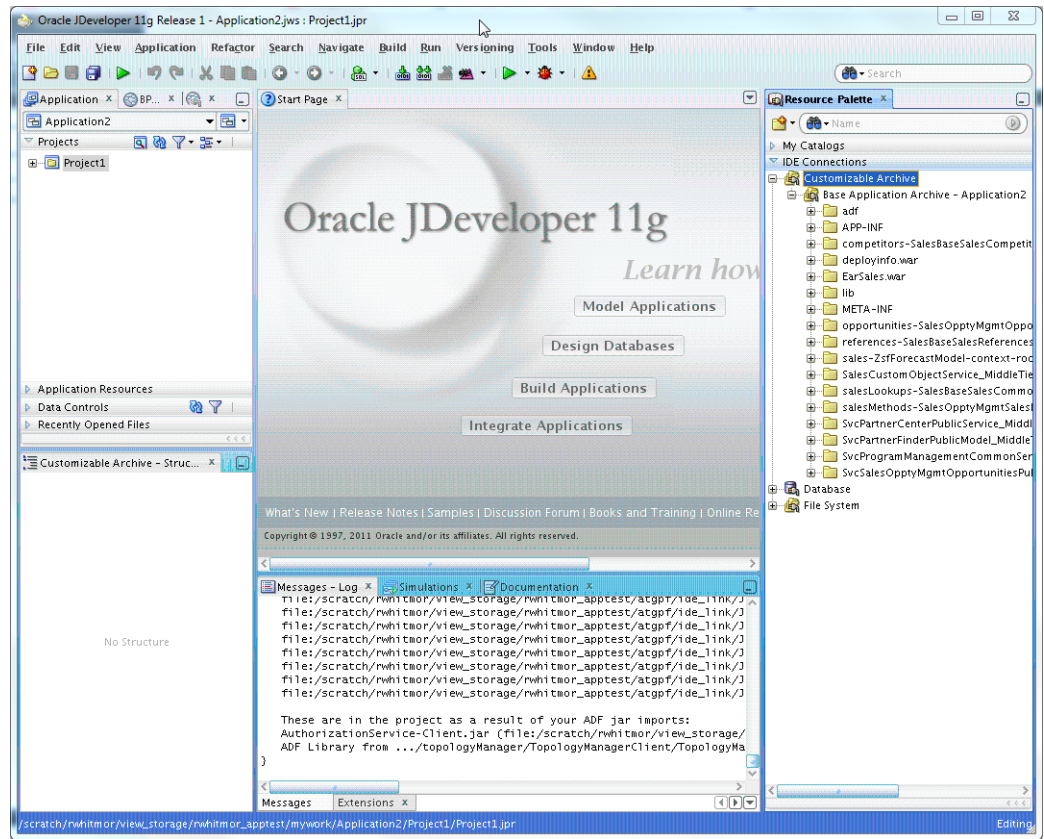 Oracle JDeveloper 11g Release 1 - Application2.jws : Project1.jpr
File Edit View Application Refactor Search Navigate Build Run Versioning Tools Window Help
Search
Application
BP...
Application2
Projects
Project1
Application Resources
Data Controls
Recently Opened Files
Customizable Archive - Struc...
No Structure
Start Page
Oracle JDeveloper 11g
Learn how
Model Applications
Design Databases
Build Applications
Integrate Applications
What's New | Release Notes | Samples | Discussion Forum | Books and Training | Online Re
Copyright © 1997, 2011 Oracle and/or its affiliates. All rights reserved.
Messages - Log
Simulations
Documentation
file:/scratch/rwhitmor/view_storage/rwhitmor_apptest/atgpf/ide_link/J
file:/scratch/rwhitmor/view_storage/rwhitmor_apptest/atgpf/ide_link/J
file:/scratch/rwhitmor/view_storage/rwhitmor_apptest/atgpf/ide_link/J
file:/scratch/rwhitmor/view_storage/rwhitmor_apptest/atgpf/ide_link/J
file:/scratch/rwhitmor/view_storage/rwhitmor_apptest/atgpf/ide_link/J
file:/scratch/rwhitmor/view_storage/rwhitmor_apptest/atgpf/ide_link/J
file:/scratch/rwhitmor/view_storage/rwhitmor_apptest/atgpf/ide_link/J
file:/scratch/rwhitmor/view_storage/rwhitmor_apptest/atgpf/ide_link/J
These are in the project as a result of your ADF jar imports:
AuthorizationService-Client.jar (file:/scratch/rwhitmor/view_storage/
ADF Library from .../topologyManager/TopologyManagerClient/TopologyMa
}
Messages
Extensions
Resource Palette
Name
My Catalogs
IDE Connections
Customizable Archive
Base Application Archive - Application2
adf
APP-INF
competitors-SalesBaseSalesCompetit
deployinfo.war
EarSales.war
lib
META-INF
opportunities-SalesOpptyMgmtOppo
references-SalesBaseSalesReferences
sales-ZsfForecastModel-context-roo
SalesCustomObjectService_MiddleTie
salesLookups-SalesBaseSalesCommo
salesMethods-SalesOpptyMgmtSalesI
SvcPartnerCenterPublicService_Middl
SvcPartnerFinderPublicModel_MiddleT
SvcProgramManagementCommonSer
SvcSalesOpptyMgmtOpportunitiesPul
Database
File System
/scratch/rwhitmor/view_storage/rwhitmor_apptest/mywork/Application2/Project1/Project1.jpr
Editing